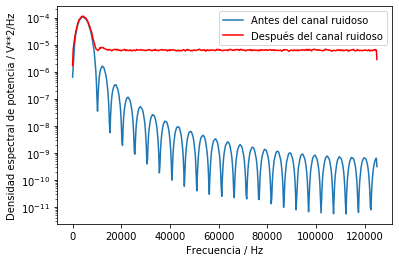 Antes del canal ruidoso
Después del canal ruidoso
Densidad espectral de potencia / V**2/Hz
10⁻⁴
10⁻⁵
10⁻⁶
10⁻⁷
10⁻⁸
10⁻⁹
10⁻¹⁰
10⁻¹¹
0 20000 40000 60000 80000 100000 120000
Frecuencia / Hz